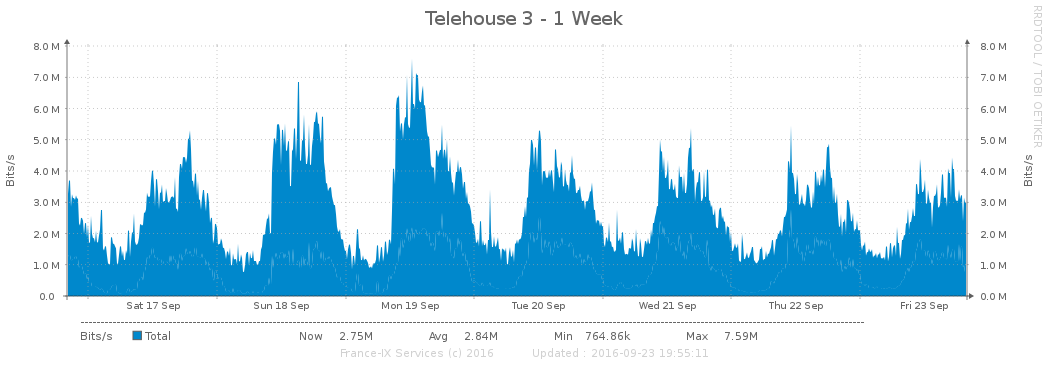 Telehouse 3 - 1 Week
RRDTOOL / TOBI OETIKER
8.0 M 8.0 M
7.0 M 7.0 M
6.0 M 6.0 M
5.0 M 5.0 M
4.0 M 4.0 M
3.0 M 3.0 M
2.0 M 2.0 M
1.0 M 1.0 M
0.0 0.0 M
Bits/s
Bits/s
Sat 17 Sep Sun 18 Sep Mon 19 Sep Tue 20 Sep Wed 21 Sep Thu 22 Sep Fri 23 Sep
Bits/s Total Now 2.75M Avg 2.84M Min 764.86k Max 7.59M
France-IX Services (c) 2016 Updated : 2016-09-23 19:55:11